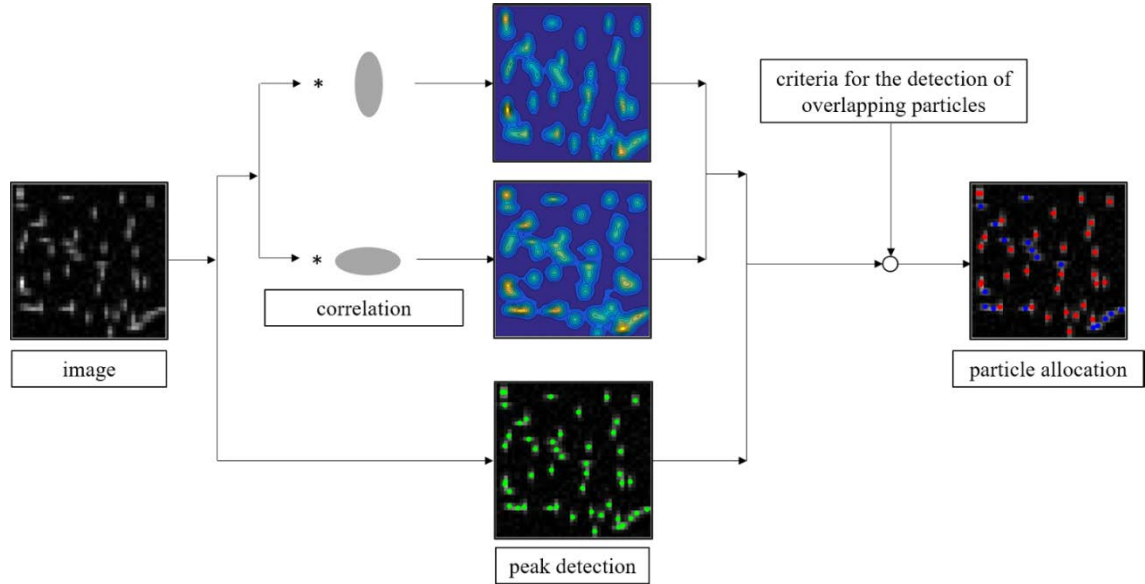 criteria for the detection of
overlapping particles
*
*
correlation
image
particle allocation
peak detection